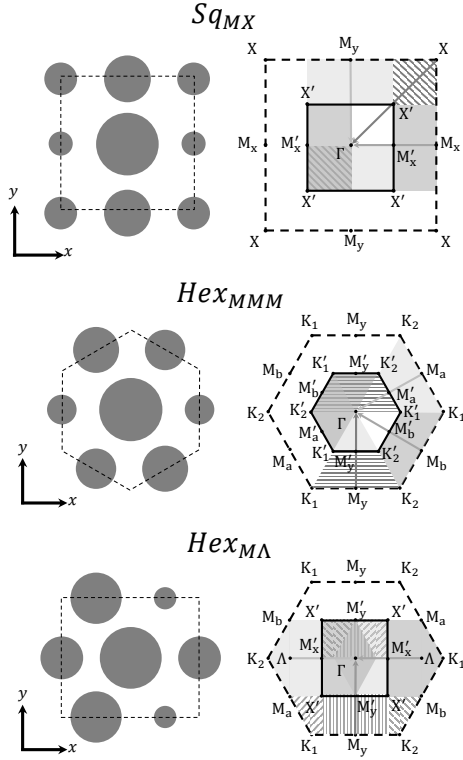 Sq_MX
X M_y X
X′ X′
M_x M′_x Γ M′_x M_x
X′ X′
X M_y X
y
x
Hex_MMM
K_1 M_y K_2
M_b K′_1 M′_y K′_2 M_a
M′_b M′_a
K_2 K′_2 Γ K′_1 K_1
M′_a M′_b
M_a K′_1 M′_y K′_2 M_b
K_1 M_y K_2
y
x
Hex_MΛ
K_1 M_y K_2
M_b X′ M′_y X′ M_a
K_2 Λ M′_x Γ M′_x Λ K_1
M_a X′ M′_y X′ M_b
K_1 M_y K_2
y
x